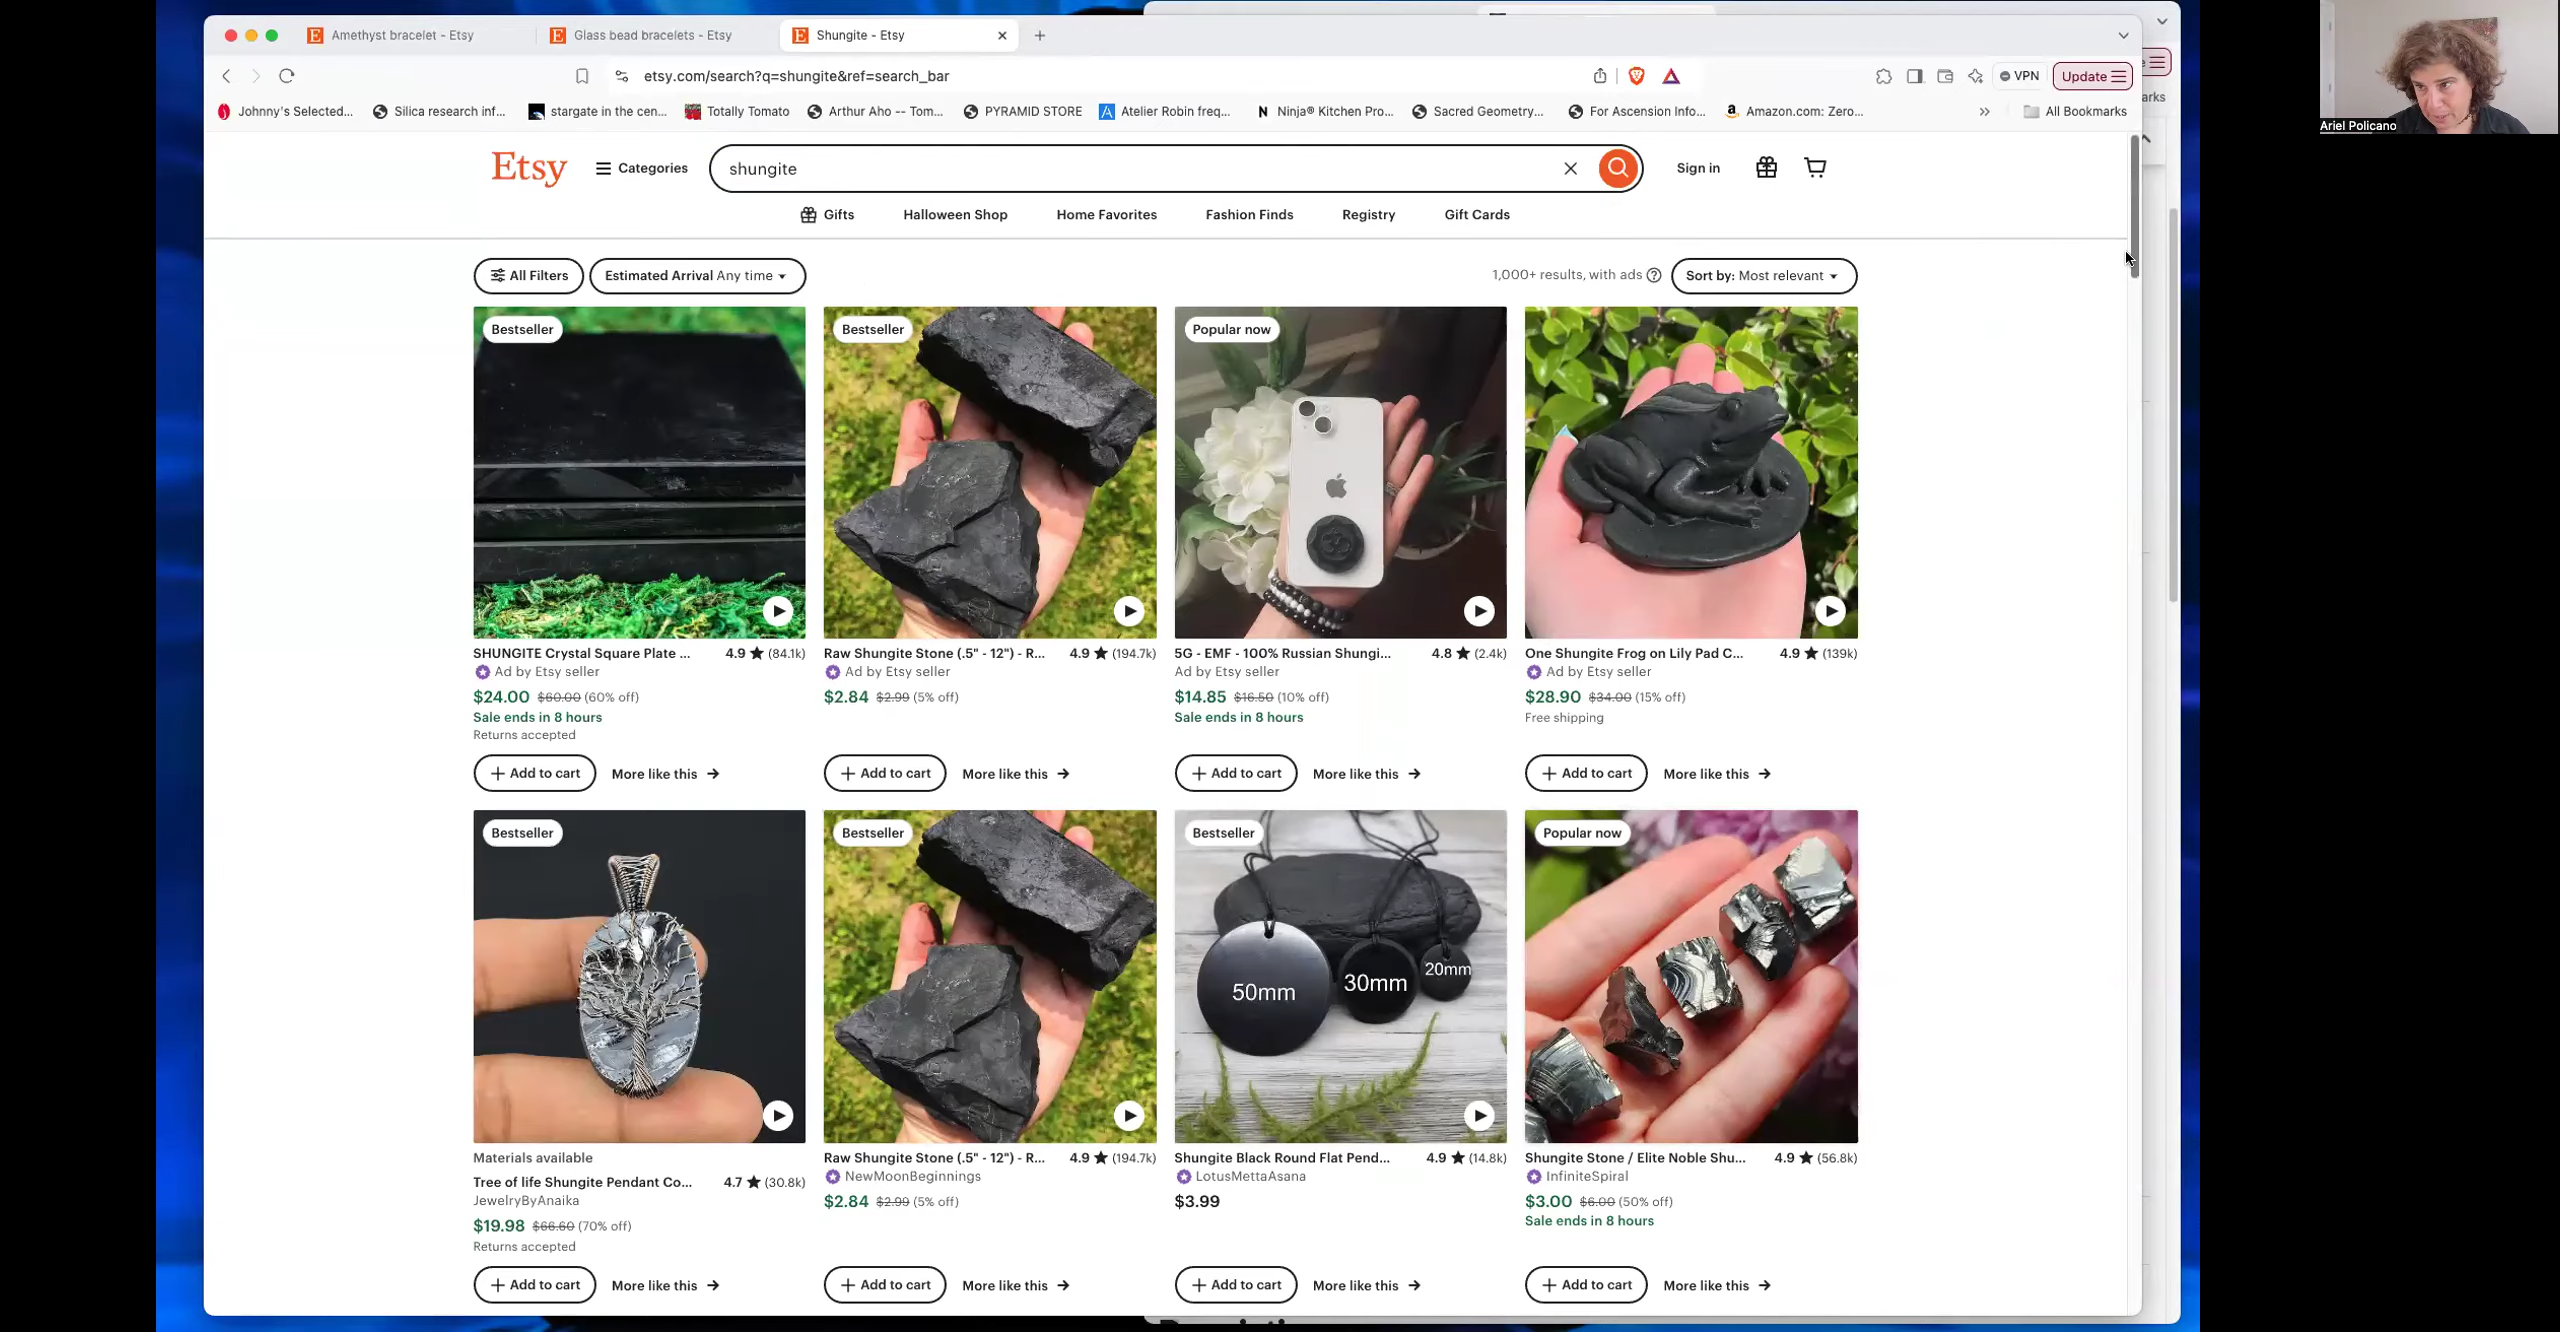 Amethyst bracelet - Etsy
Glass bead bracelets - Etsy
Shungite - Etsy
etsy.com/search?q=shungite&ref=search_bar
VPN
Update
Johnny's Selected...
Silica research inf...
stargate in the cen...
Totally Tomato
Arthur Aho -- Tom...
PYRAMID STORE
Atelier Robin freq...
Ninja® Kitchen Pro...
Sacred Geometry...
For Ascension Info...
Amazon.com: Zero...
»
All Bookmarks
arks
Ariel Policano
Etsy
Categories
shungite
Sign in
Gifts
Halloween Shop
Home Favorites
Fashion Finds
Registry
Gift Cards
All Filters
Estimated Arrival Any time
1,000+ results, with ads
Sort by: Most relevant
Bestseller
Bestseller
Popular now
SHUNGITE Crystal Square Plate ... 4.9 ★ (84.1k)
Ad by Etsy seller
$24.00 $60.00 (60% off)
Sale ends in 8 hours
Returns accepted
+ Add to cart More like this →
Raw Shungite Stone (.5" - 12") - R... 4.9 ★ (194.7k)
Ad by Etsy seller
$2.84 $2.99 (5% off)
+ Add to cart More like this →
5G - EMF - 100% Russian Shungi... 4.8 ★ (2.4k)
Ad by Etsy seller
$14.85 $16.50 (10% off)
Sale ends in 8 hours
+ Add to cart More like this →
One Shungite Frog on Lily Pad C... 4.9 ★ (139k)
Ad by Etsy seller
$28.90 $34.00 (15% off)
Free shipping
+ Add to cart More like this →
Bestseller
Bestseller
Bestseller
50mm
30mm
20mm
Popular now
Materials available
Tree of life Shungite Pendant Co... 4.7 ★ (30.8k)
JewelryByAnaika
$19.98 $66.60 (70% off)
Returns accepted
+ Add to cart More like this →
Raw Shungite Stone (.5" - 12") - R... 4.9 ★ (194.7k)
NewMoonBeginnings
$2.84 $2.99 (5% off)
+ Add to cart More like this →
Shungite Black Round Flat Pend... 4.9 ★ (14.8k)
LotusMettaAsana
$3.99
+ Add to cart More like this →
Shungite Stone / Elite Noble Shu... 4.9 ★ (56.8k)
InfiniteSpiral
$3.00 $6.00 (50% off)
Sale ends in 8 hours
+ Add to cart More like this →